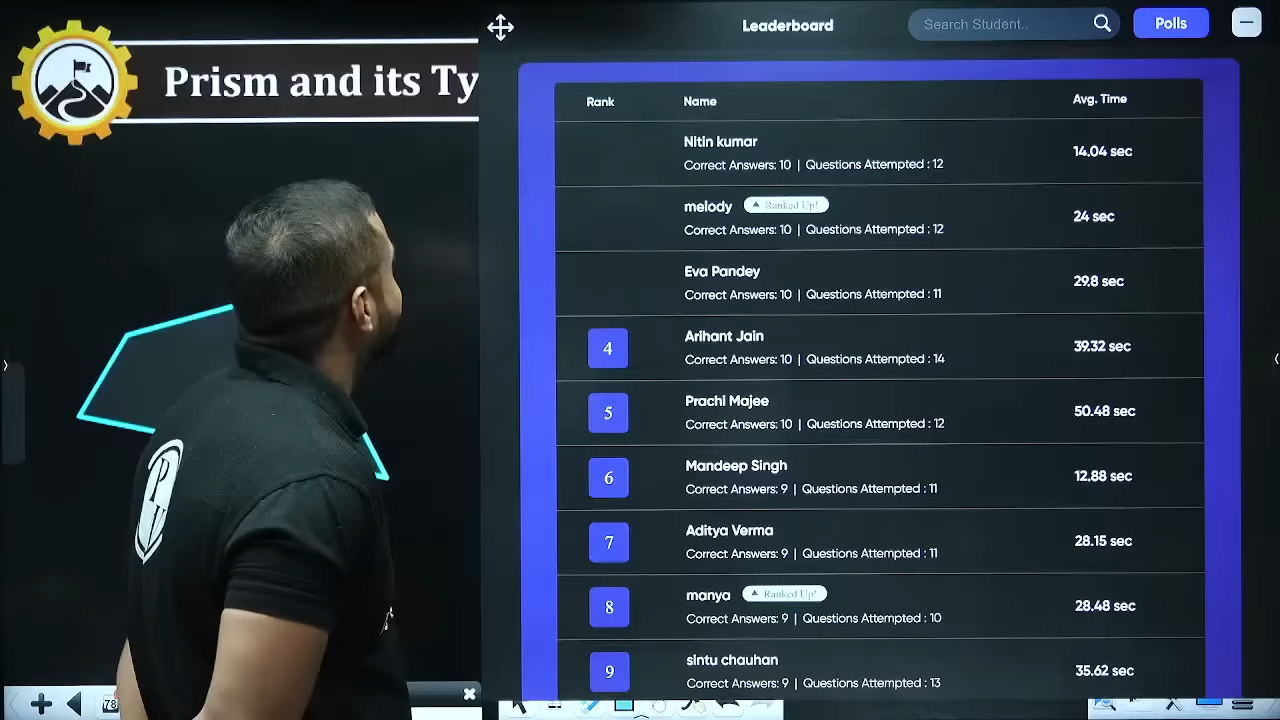 Prism and its Ty
Leaderboard
Search Student..
Polls
Rank Name Avg. Time
Nitin kumar
Correct Answers: 10 | Questions Attempted : 12
14.04 sec
melody Ranked Up!
Correct Answers: 10 | Questions Attempted : 12
24 sec
Eva Pandey
Correct Answers: 10 | Questions Attempted : 11
29.8 sec
4 Arihant Jain
Correct Answers: 10 | Questions Attempted : 14
39.32 sec
5 Prachi Majee
Correct Answers: 10 | Questions Attempted : 12
50.48 sec
6 Mandeep Singh
Correct Answers: 9 | Questions Attempted : 11
12.88 sec
7 Aditya Verma
Correct Answers: 9 | Questions Attempted : 11
28.15 sec
8 manya Ranked Up!
Correct Answers: 9 | Questions Attempted : 10
28.48 sec
9 sintu chauhan
Correct Answers: 9 | Questions Attempted : 13
35.62 sec
78